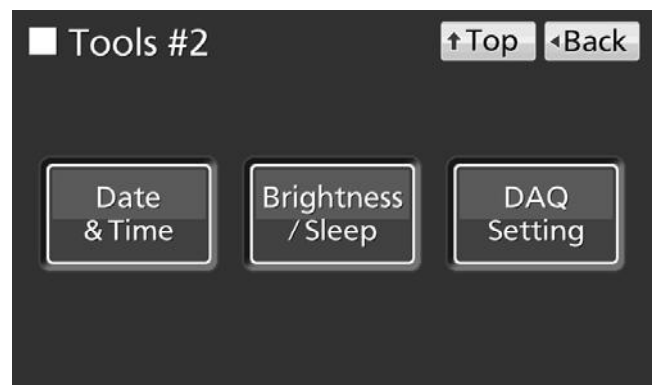 Tools #2
↑Top
◂Back
Date
& Time
Brightness
/ Sleep
DAQ
Setting